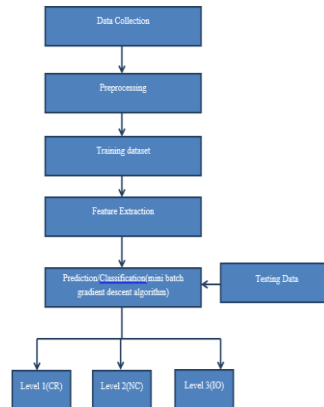 Data Collection
Preprocessing
Training dataset
Feature Extraction
Prediction/Classification(mini batch
gradient descent algorithm)
Testing Data
Level 1(CR)
Level 2(NC)
Level 3(IO)